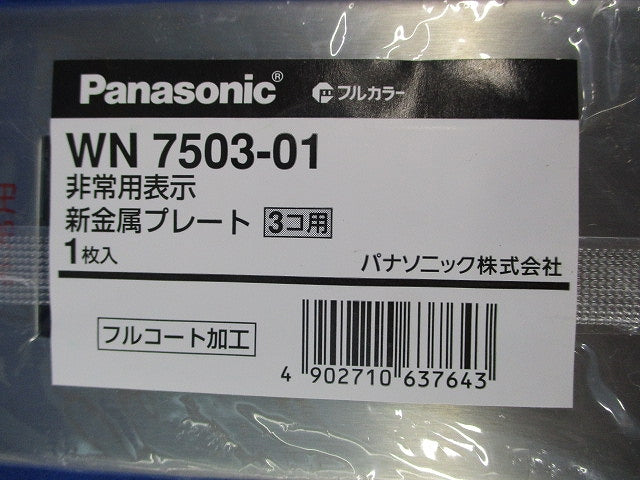 Panasonic® フルカラー
WN 7503-01
非常用表示
新金属プレート 3コ用
1枚入
パナソニック株式会社
フルコート加工
4 902710 637643
用